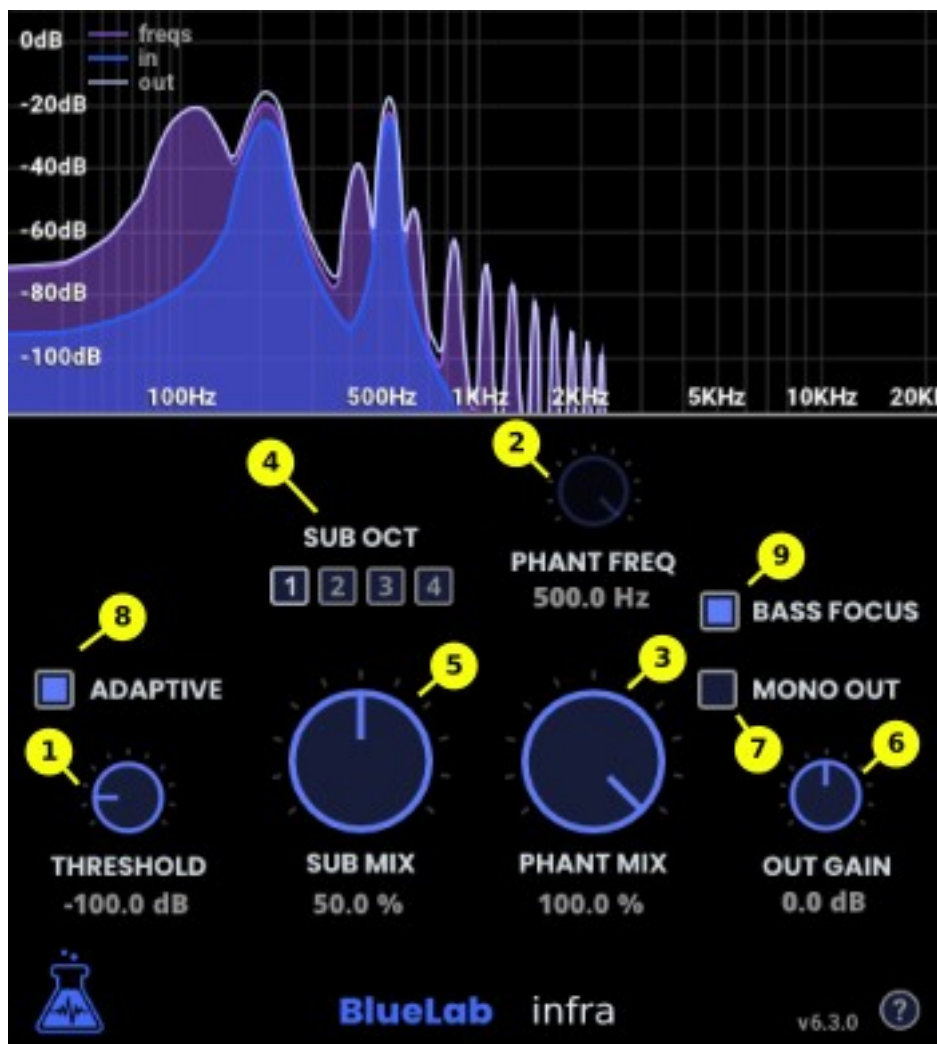 0dB
freqs
in
out
-20dB
-40dB
-60dB
-80dB
-100dB
100Hz 500Hz 1KHz 2KHz 5KHz 10KHz
2
4
SUB OCT
PHANT FREQ
500.0 Hz
1 2 3 4
9
BASS FOCUS
8
ADAPTIVE
5
3
MONO OUT
1
7
6
THRESHOLD
-100.0 dB
SUB MIX
50.0 %
PHANT MIX
100.0 %
OUT GAIN
0.0 dB
BlueLab infra
v6.3.0
?